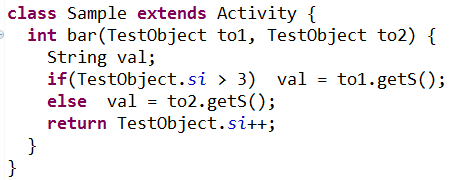 class Sample extends Activity {
int bar(TestObject to1, TestObject to2) {
String val;
if(TestObject.si > 3)  val = to1.getS();
else  val = to2.getS();
return TestObject.si++;
}
}